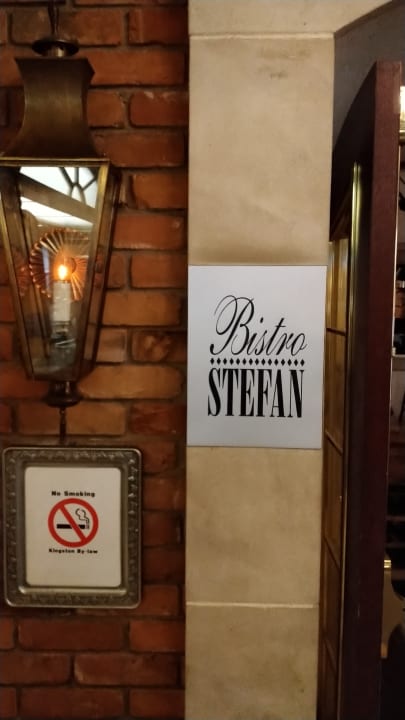 Bistro
STEFAN
No Smoking
Kingston By-law